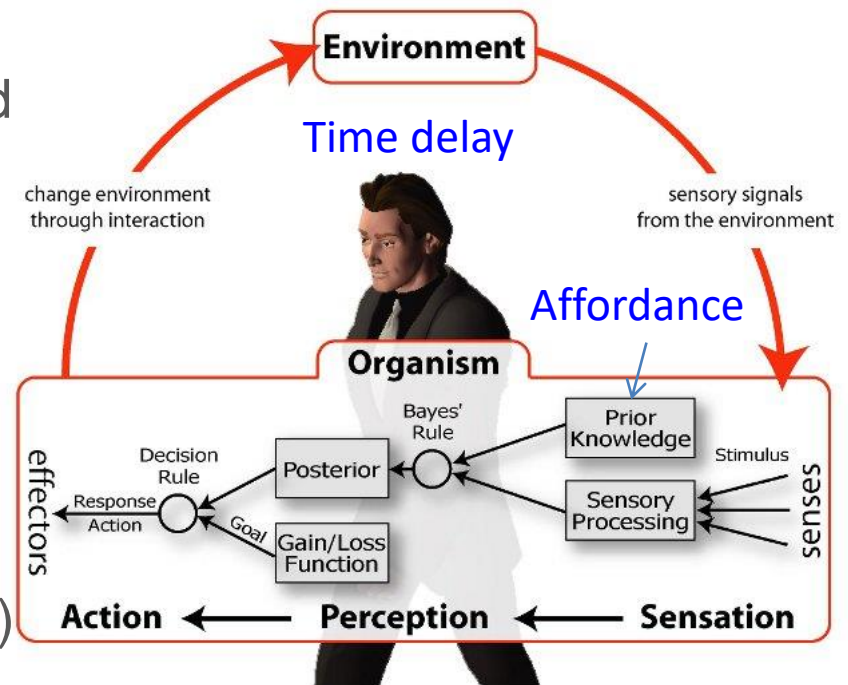 Environment
d
Time delay
change environment
through interaction
sensory signals
from the environment
Affordance
Organism
Bayes'
Rule
Prior
Knowledge
Decision
Rule
Posterior
Stimulus
effectors
Response
Action
Goal
Gain/Loss
Function
Sensory
Processing
senses
)
Action
Perception
Sensation